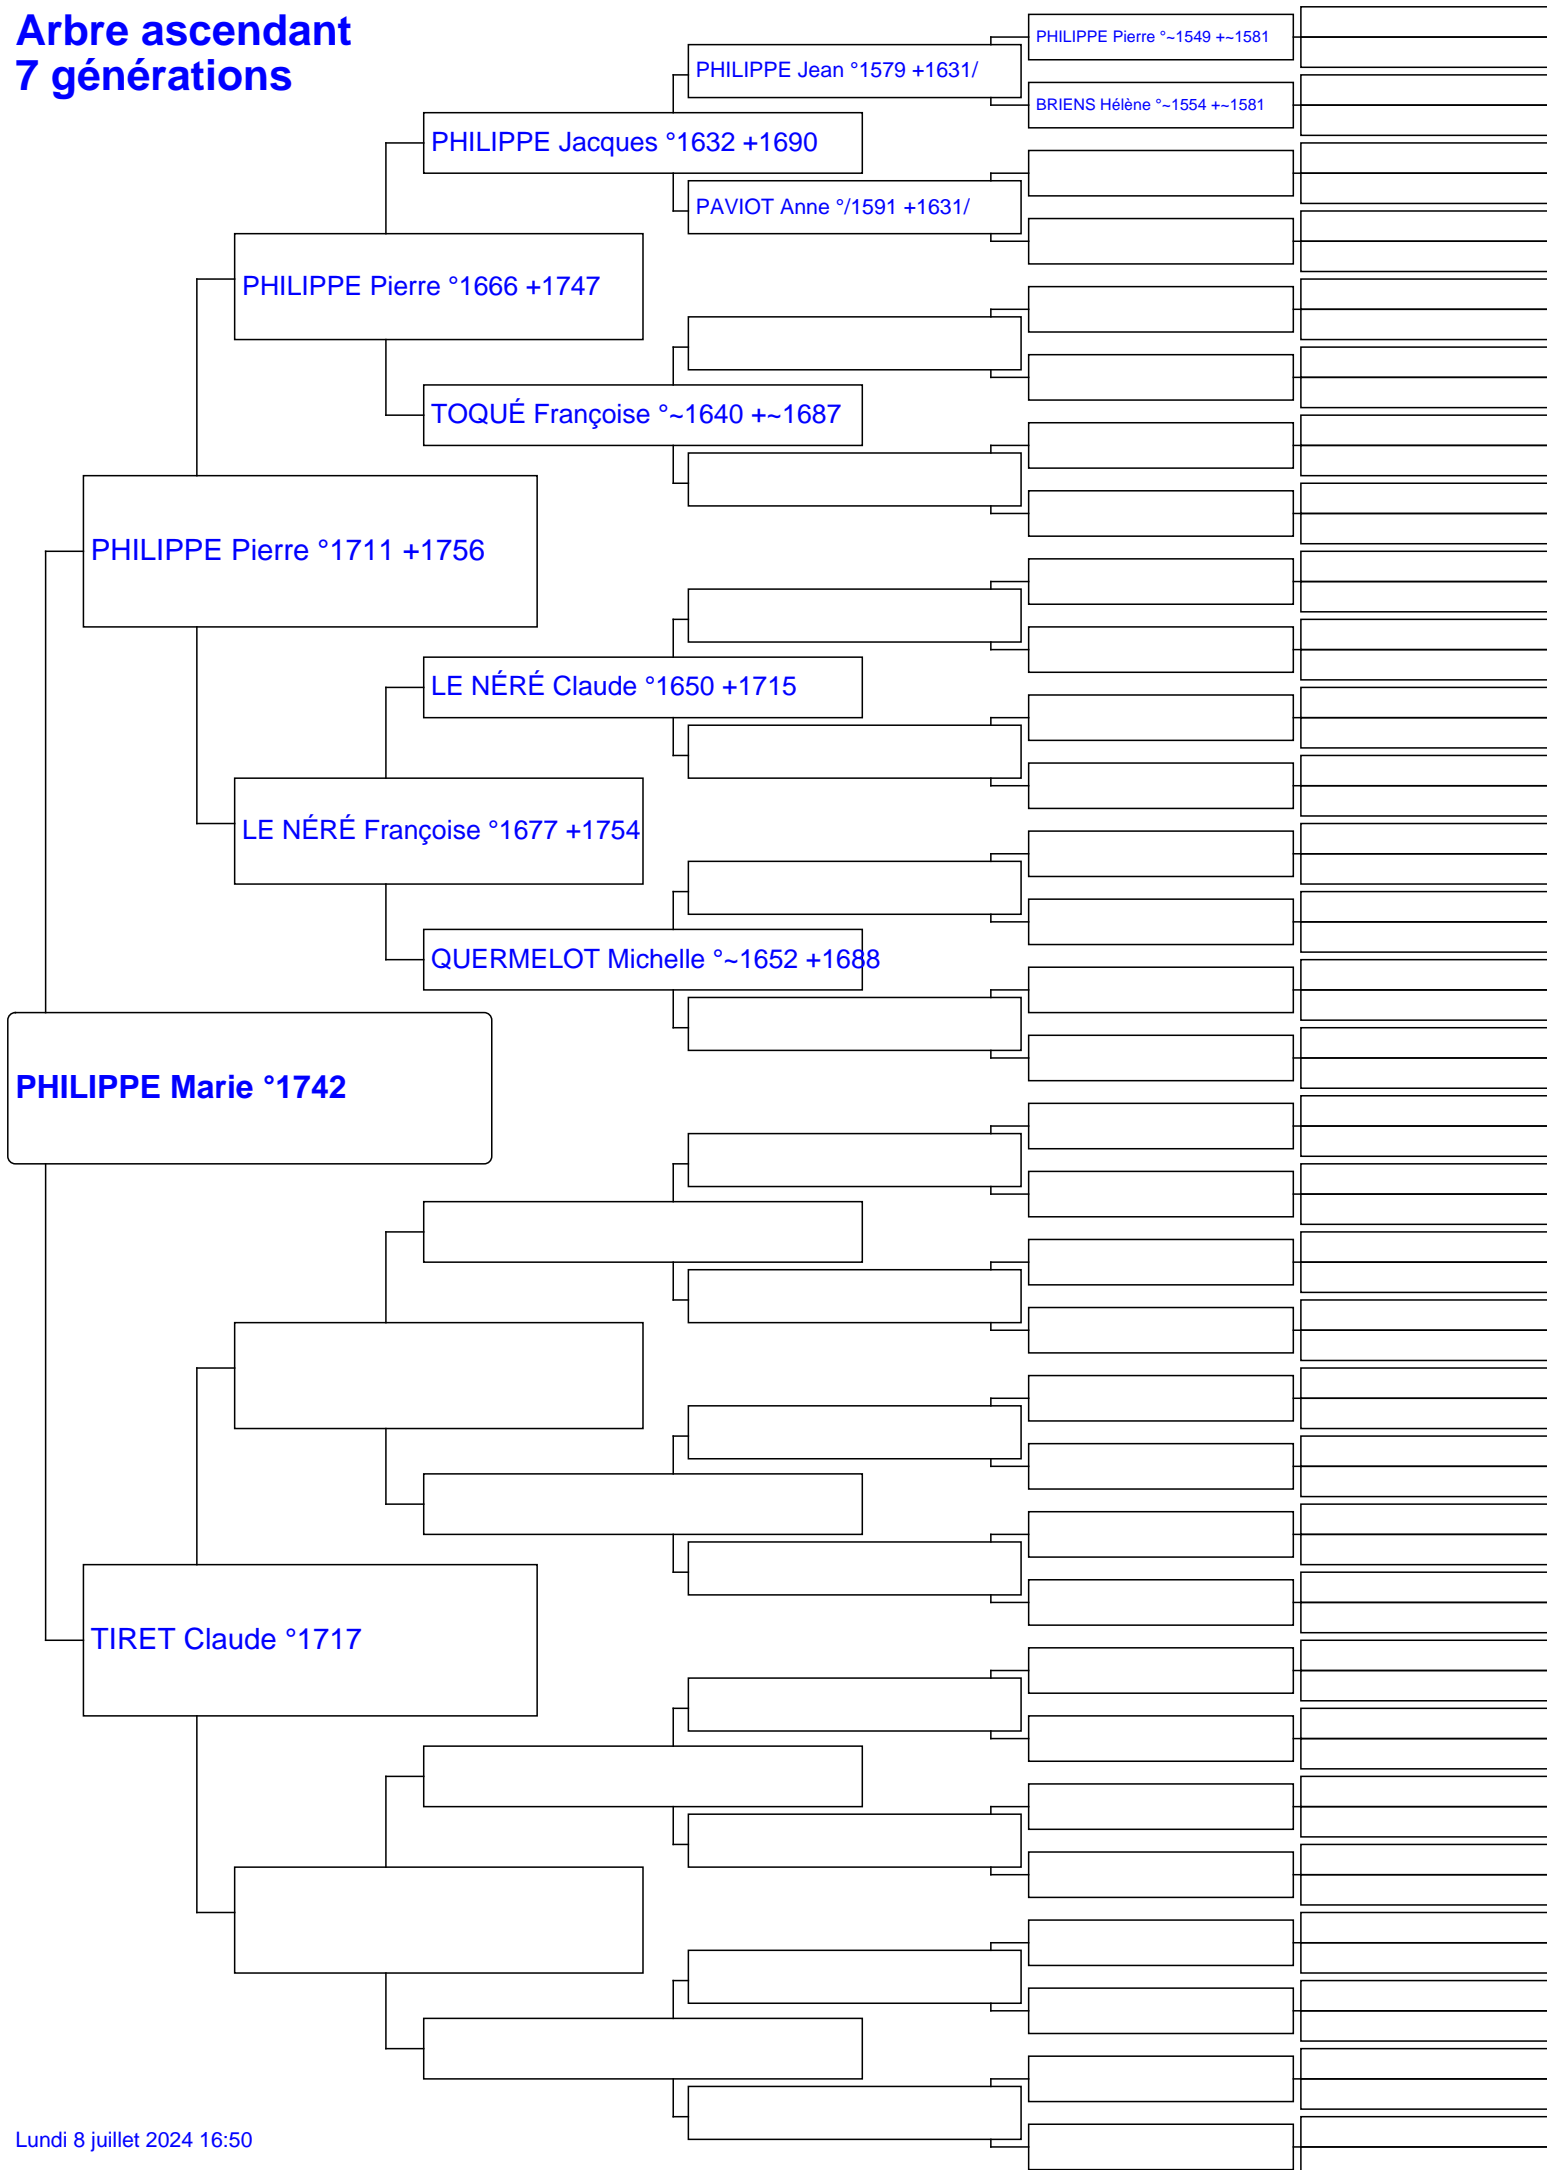 Arbre ascendant
7 générations
PHILIPPE Pierre °~1549 +~1581
PHILIPPE Jean °1579 +1631/
BRIENS Hélène °~1554 +~1581
PHILIPPE Jacques °1632 +1690
PAVIOT Anne °/1591 +1631/
PHILIPPE Pierre °1666 +1747
TOQUÉ Françoise °~1640 +~1687
PHILIPPE Pierre °1711 +1756
LE NÉRÉ Claude °1650 +1715
LE NÉRÉ Françoise °1677 +1754
QUERMELOT Michelle °~1652 +1688
PHILIPPE Marie °1742
TIRET Claude °1717
Lundi 8 juillet 2024 16:50